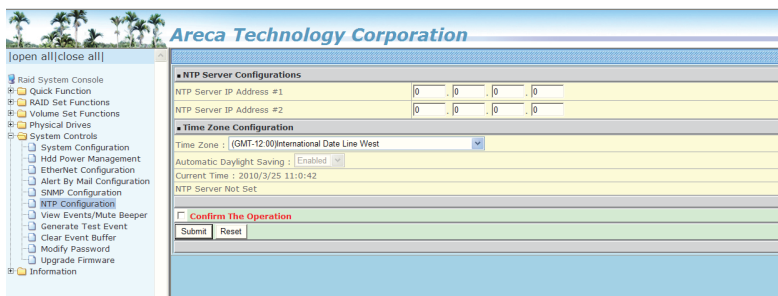 Areca Technology Corporation
|open all|close all|
Raid System Console
Quick Function
RAID Set Functions
Volume Set Functions
Physical Drives
System Controls
System Configuration
Hdd Power Management
EtherNet Configuration
Alert By Mail Configuration
SNMP Configuration
NTP Configuration
View Events/Mute Beeper
Generate Test Event
Clear Event Buffer
Modify Password
Upgrade Firmware
Information
NTP Server Configurations
NTP Server IP Address #1 0 . 0 . 0 . 0
NTP Server IP Address #2 0 . 0 . 0 . 0
Time Zone Configuration
Time Zone : (GMT-12:00)International Date Line West
Automatic Daylight Saving : Enabled
Current Time : 2010/3/25 11:0:42
NTP Server Not Set
Confirm The Operation
Submit Reset